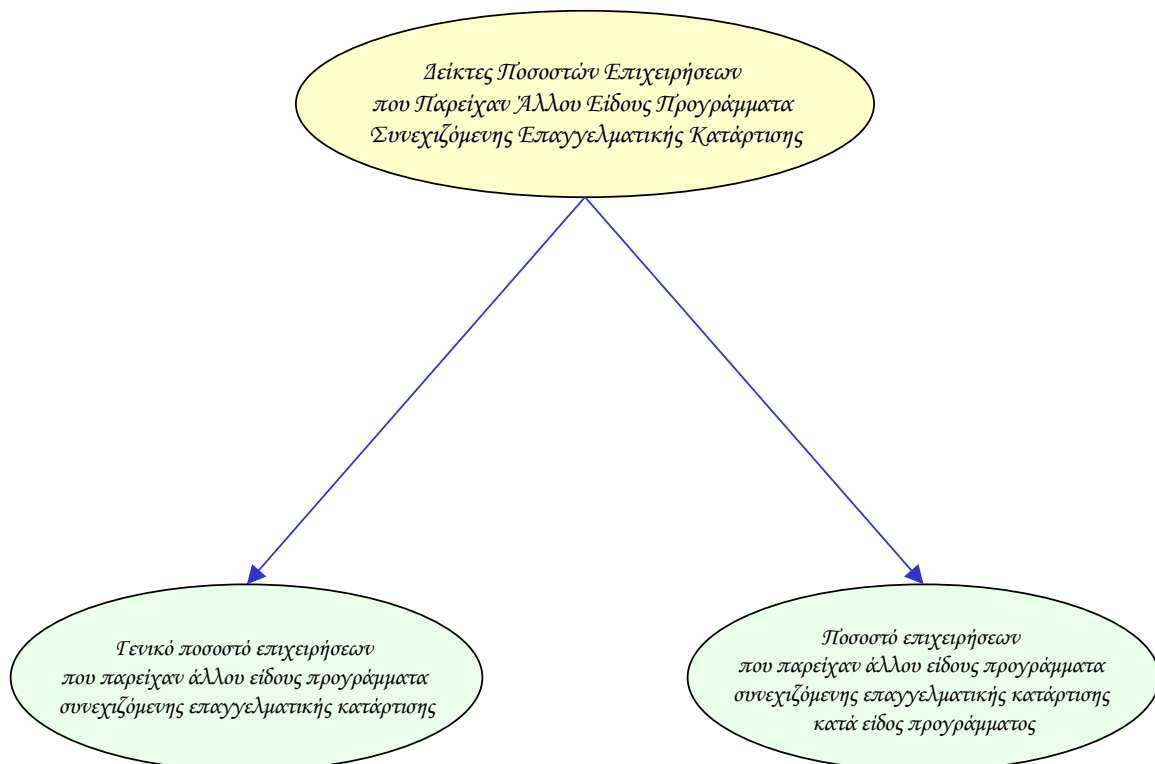 Δείκτες Ποσοστών Επιχειρήσεων
που Παρείχαν Άλλου Είδους Προγράμματα
Συνεχιζόμενης Επαγγελματικής Κατάρτισης
Γενικό ποσοστό επιχειρήσεων
που παρείχαν άλλου είδους προγράμματα
συνεχιζόμενης επαγγελματικής κατάρτισης
Ποσοστό επιχειρήσεων
που παρείχαν άλλου είδους προγράμματα
συνεχιζόμενης επαγγελματικής κατάρτισης
κατά είδος προγράμματος